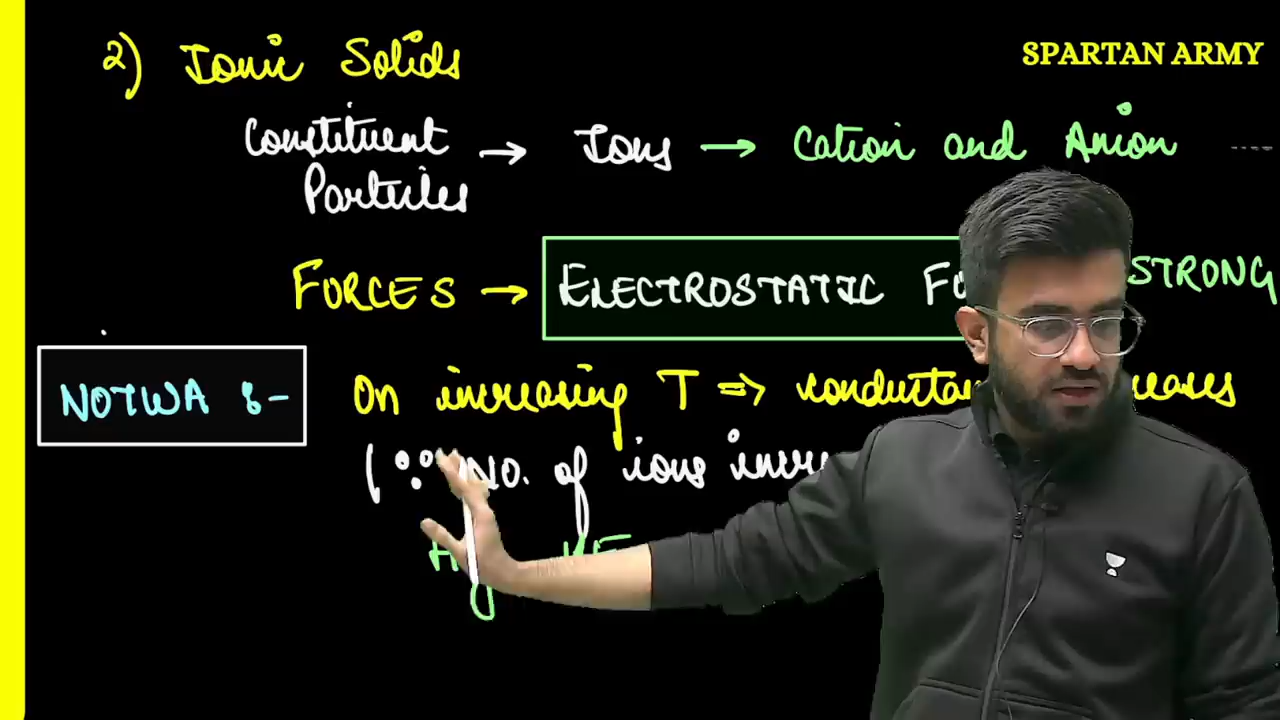 SPARTAN ARMY
2) Ionic Solids
Constituent Particles → Ions → Cation and Anion
FORCES → ELECTROSTATIC STRONG
NOTWA :- On increasing T => 
(∵ No. of ions